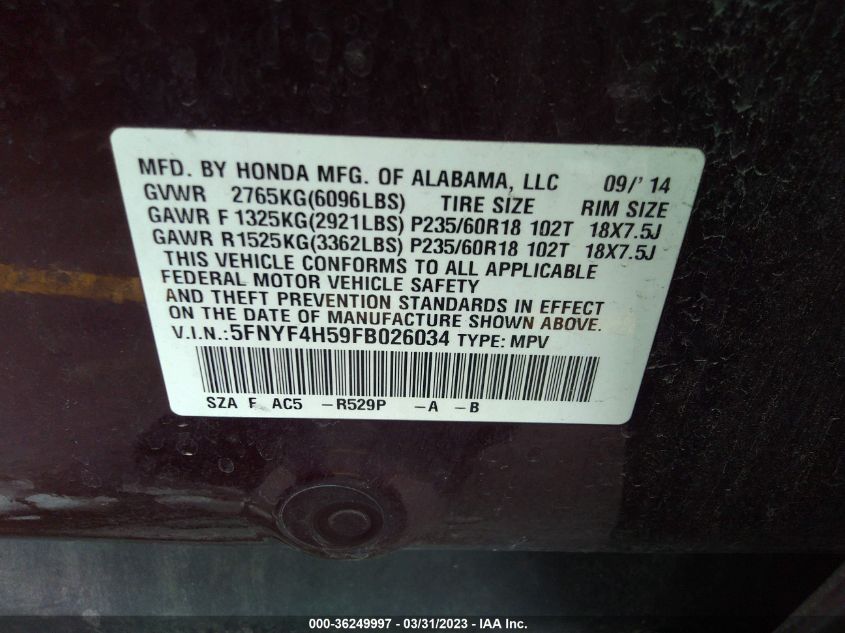 MFD. BY HONDA MFG. OF ALABAMA, LLC 09/'14
GVWR 2765KG(6096LBS) TIRE SIZE RIM SIZE
GAWR F 1325KG(2921LBS) P235/60R18 102T 18X7.5J
GAWR R1525KG(3362LBS) P235/60R18 102T 18X7.5J
THIS VEHICLE CONFORMS TO ALL APPLICABLE
FEDERAL MOTOR VEHICLE SAFETY
AND THEFT PREVENTION STANDARDS IN EFFECT
ON THE DATE OF MANUFACTURE SHOWN ABOVE.
V.I.N.:5FNYF4H59FB026034 TYPE: MPV
SZA F AC5 -R529P -A -B
000-36249997 - 03/31/2023 - IAA Inc.